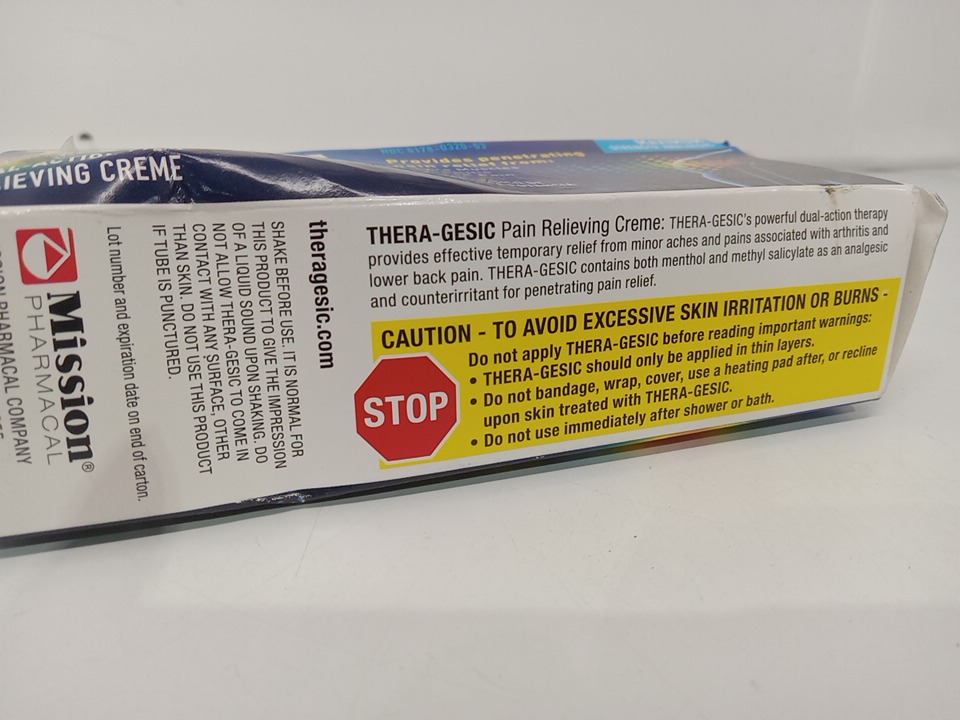 IEVING CREME
NDC 0178-0320-03
Provides penetrating
THERA-GESIC Pain Relieving Creme: THERA-GESIC's powerful dual-action therapy
provides effective temporary relief from minor aches and pains associated with arthritis and
lower back pain. THERA-GESIC contains both menthol and methyl salicylate as an analgesic
and counterirritant for penetrating pain relief.
CAUTION - TO AVOID EXCESSIVE SKIN IRRITATION OR BURNS -
Do not apply THERA-GESIC before reading important warnings:
• THERA-GESIC should only be applied in thin layers.
• Do not bandage, wrap, cover, use a heating pad after, or recline
upon skin treated with THERA-GESIC.
• Do not use immediately after shower or bath.
STOP
theragesic.com
SHAKE BEFORE USE. IT IS NORMAL FOR
THIS PRODUCT TO GIVE THE IMPRESSION
OF A LIQUID SOUND UPON SHAKING. DO
NOT ALLOW THERA-GESIC TO COME IN
CONTACT WITH ANY SURFACE, OTHER
THAN SKIN. DO NOT USE THIS PRODUCT
IF TUBE IS PUNCTURED.
Lot number and expiration date on end of carton.
Mission®
PHARMACAL
PHARMACAL COMPANY